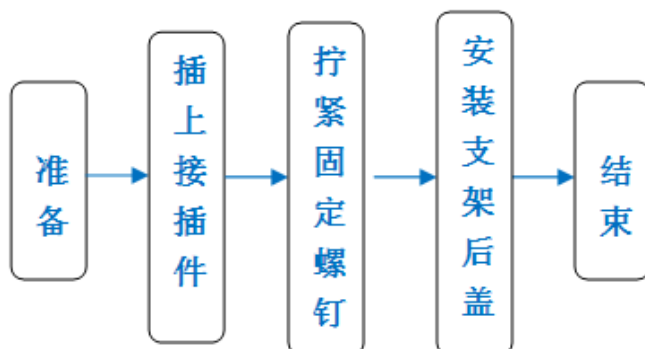 准备
插上接插件
拧紧固定螺钉
安装支架后盖
结束